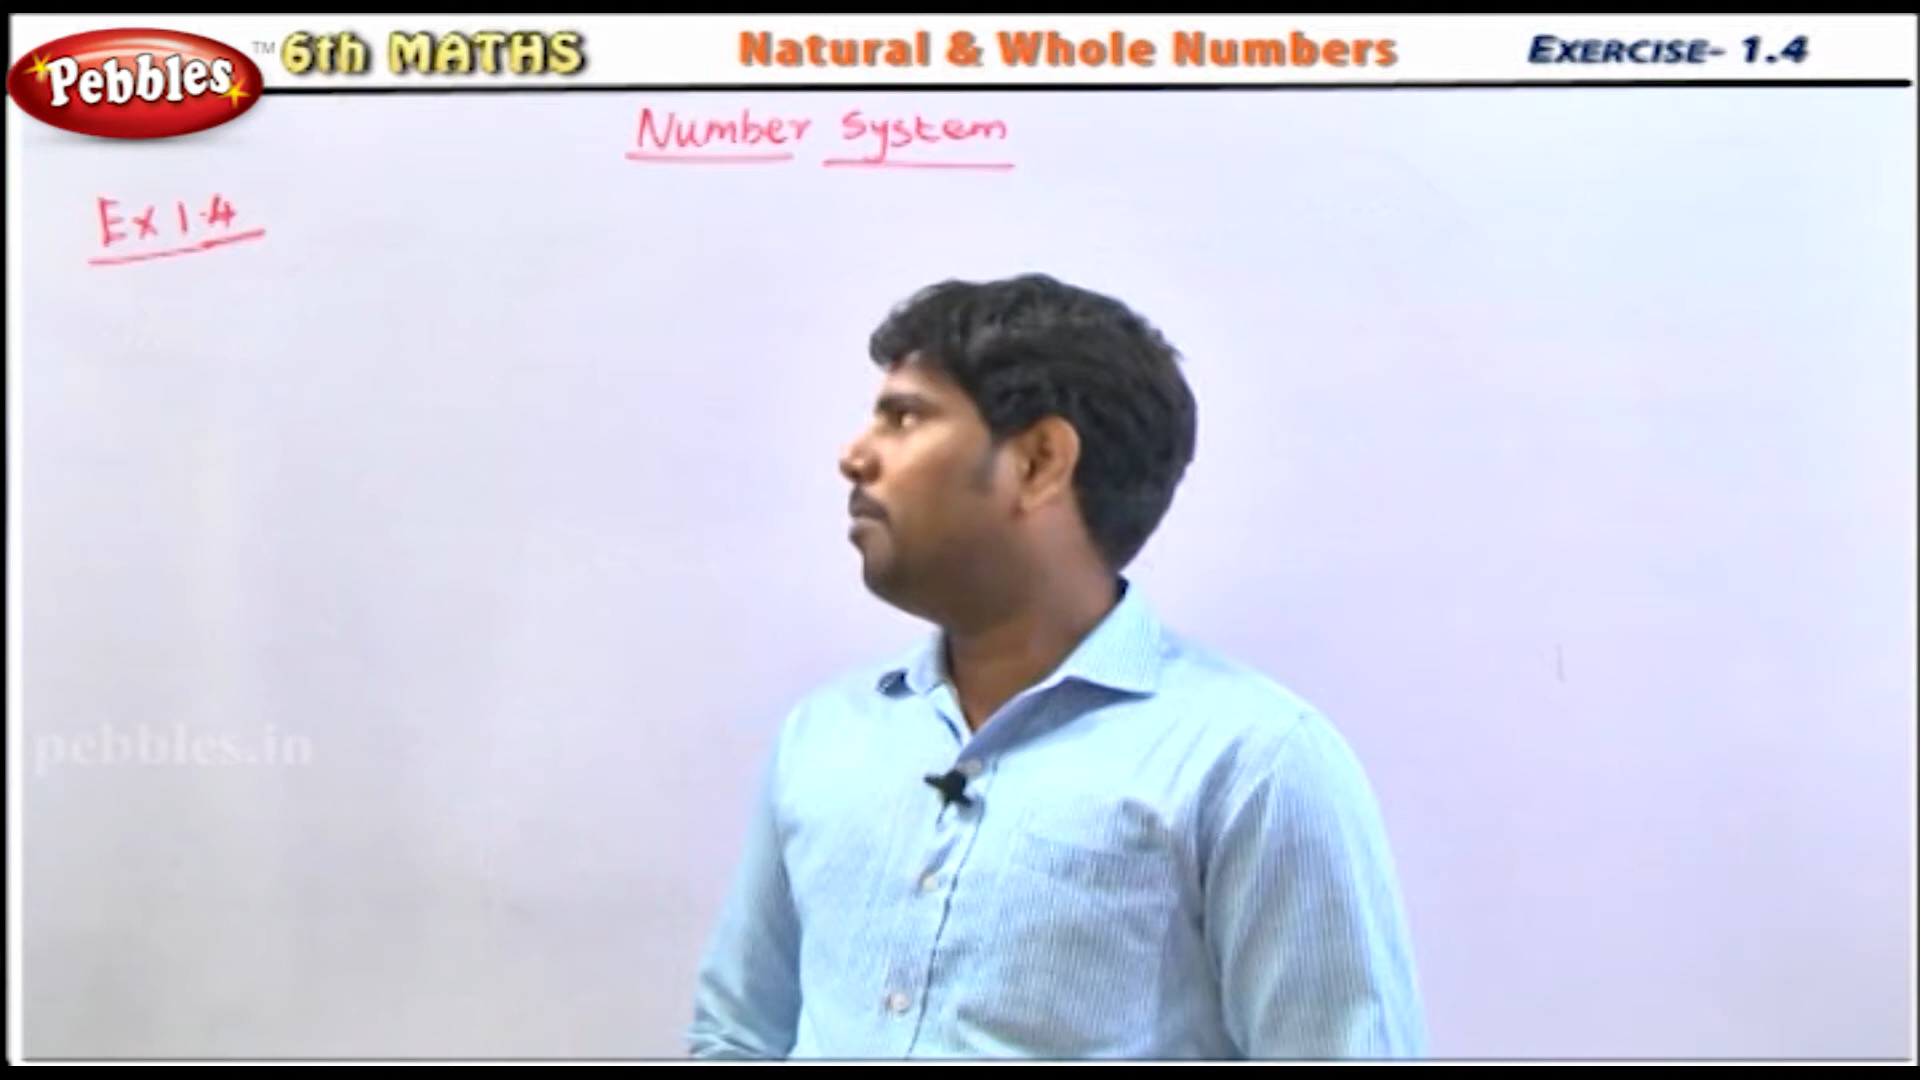 Pebbles TM 6th MATHS Natural & Whole Numbers EXERCISE- 1.4
Number System
Ex 1.4
pebbles.in